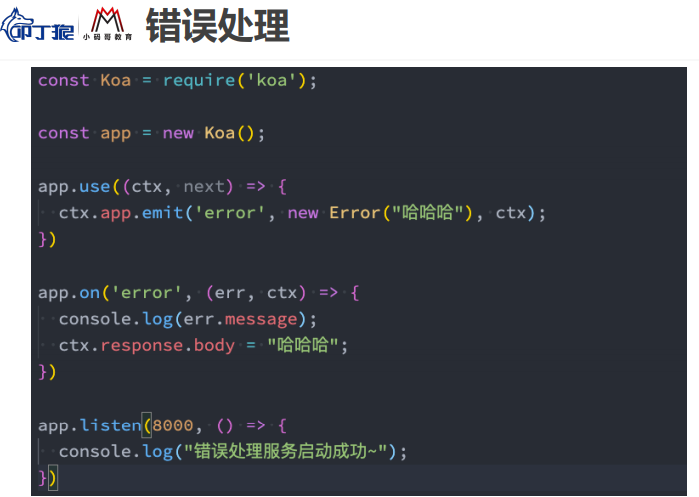 叩丁狼 小码哥教育 错误处理
const Koa = require('koa');
const app = new Koa();
app.use((ctx, next) => {
  ctx.app.emit('error', new Error("哈哈哈"), ctx);
})
app.on('error', (err, ctx) => {
  console.log(err.message);
  ctx.response.body = "哈哈哈";
})
app.listen(8000, () => {
  console.log("错误处理服务启动成功~");
})